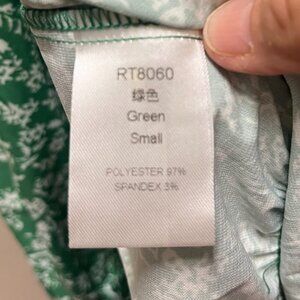 RT8060
綠色
Green
Small
POLYESTER 97%
SPANDEX 3%